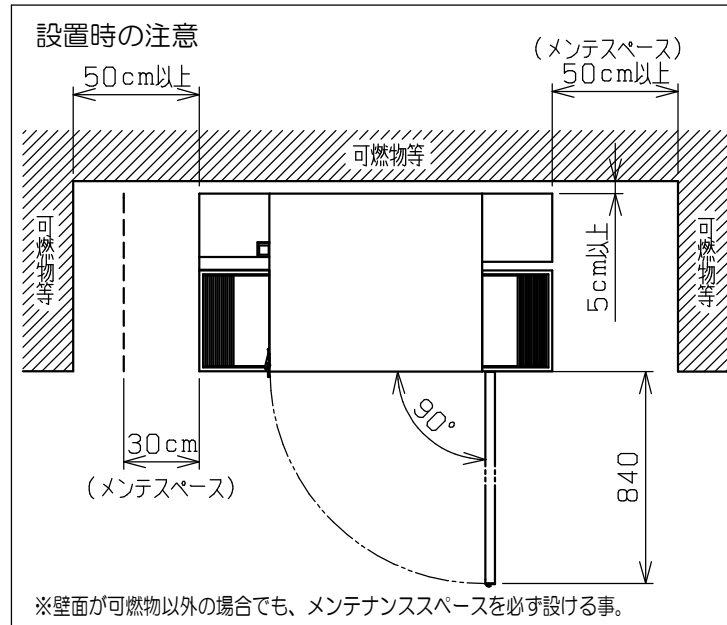 設置時の注意
50cm以上
(メンテスペース)
50cm以上
可燃物等
可燃物等
可燃物等
5cm以上
90°
30cm
(メンテスペース)
840
※壁面が可燃物以外の場合でも、メンテナンススペースを必ず設ける事。